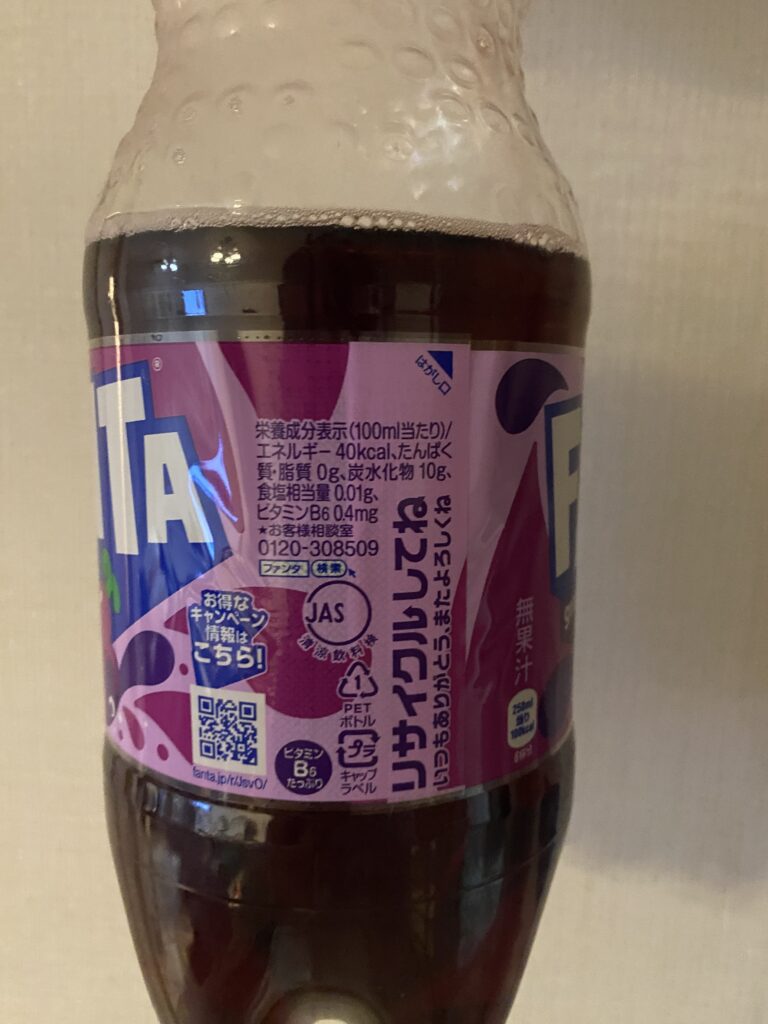 TA
®
はがし口
栄養成分表示(100ml当たり)/
エネルギー 40kcal、たんぱく
質・脂質 0g、炭水化物 10g、
食塩相当量 0.01g、
ビタミンB6 0.4mg
★お客様相談室
0120-308509
ファンタ 検索
お得な
キャンペーン
情報は
こちら!
JAS
清涼飲料検
1
PET
ボトル
プラ
キャップ
ラベル
ビタミン
B6
たっぷり
fanta.jp/r/JsvO/
リサイクルしてね
いつもありがとう、またよろしくね
F
無果汁
250ml
当り
100kcal